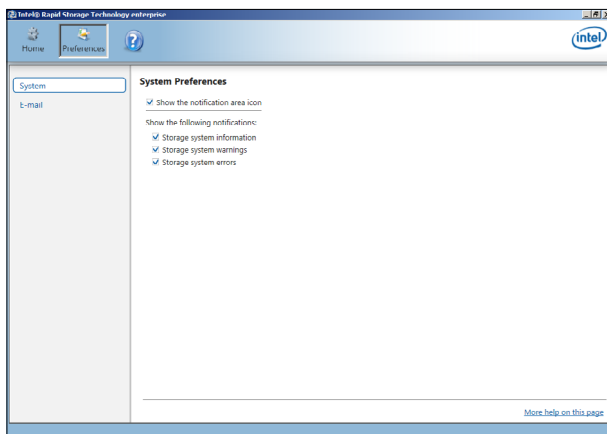 Intel® Rapid Storage Technology enterprise
Home
Preferences
?
intel
System
E-mail
System Preferences
Show the notification area icon
Show the following notifications:
Storage system information
Storage system warnings
Storage system errors
More help on this page